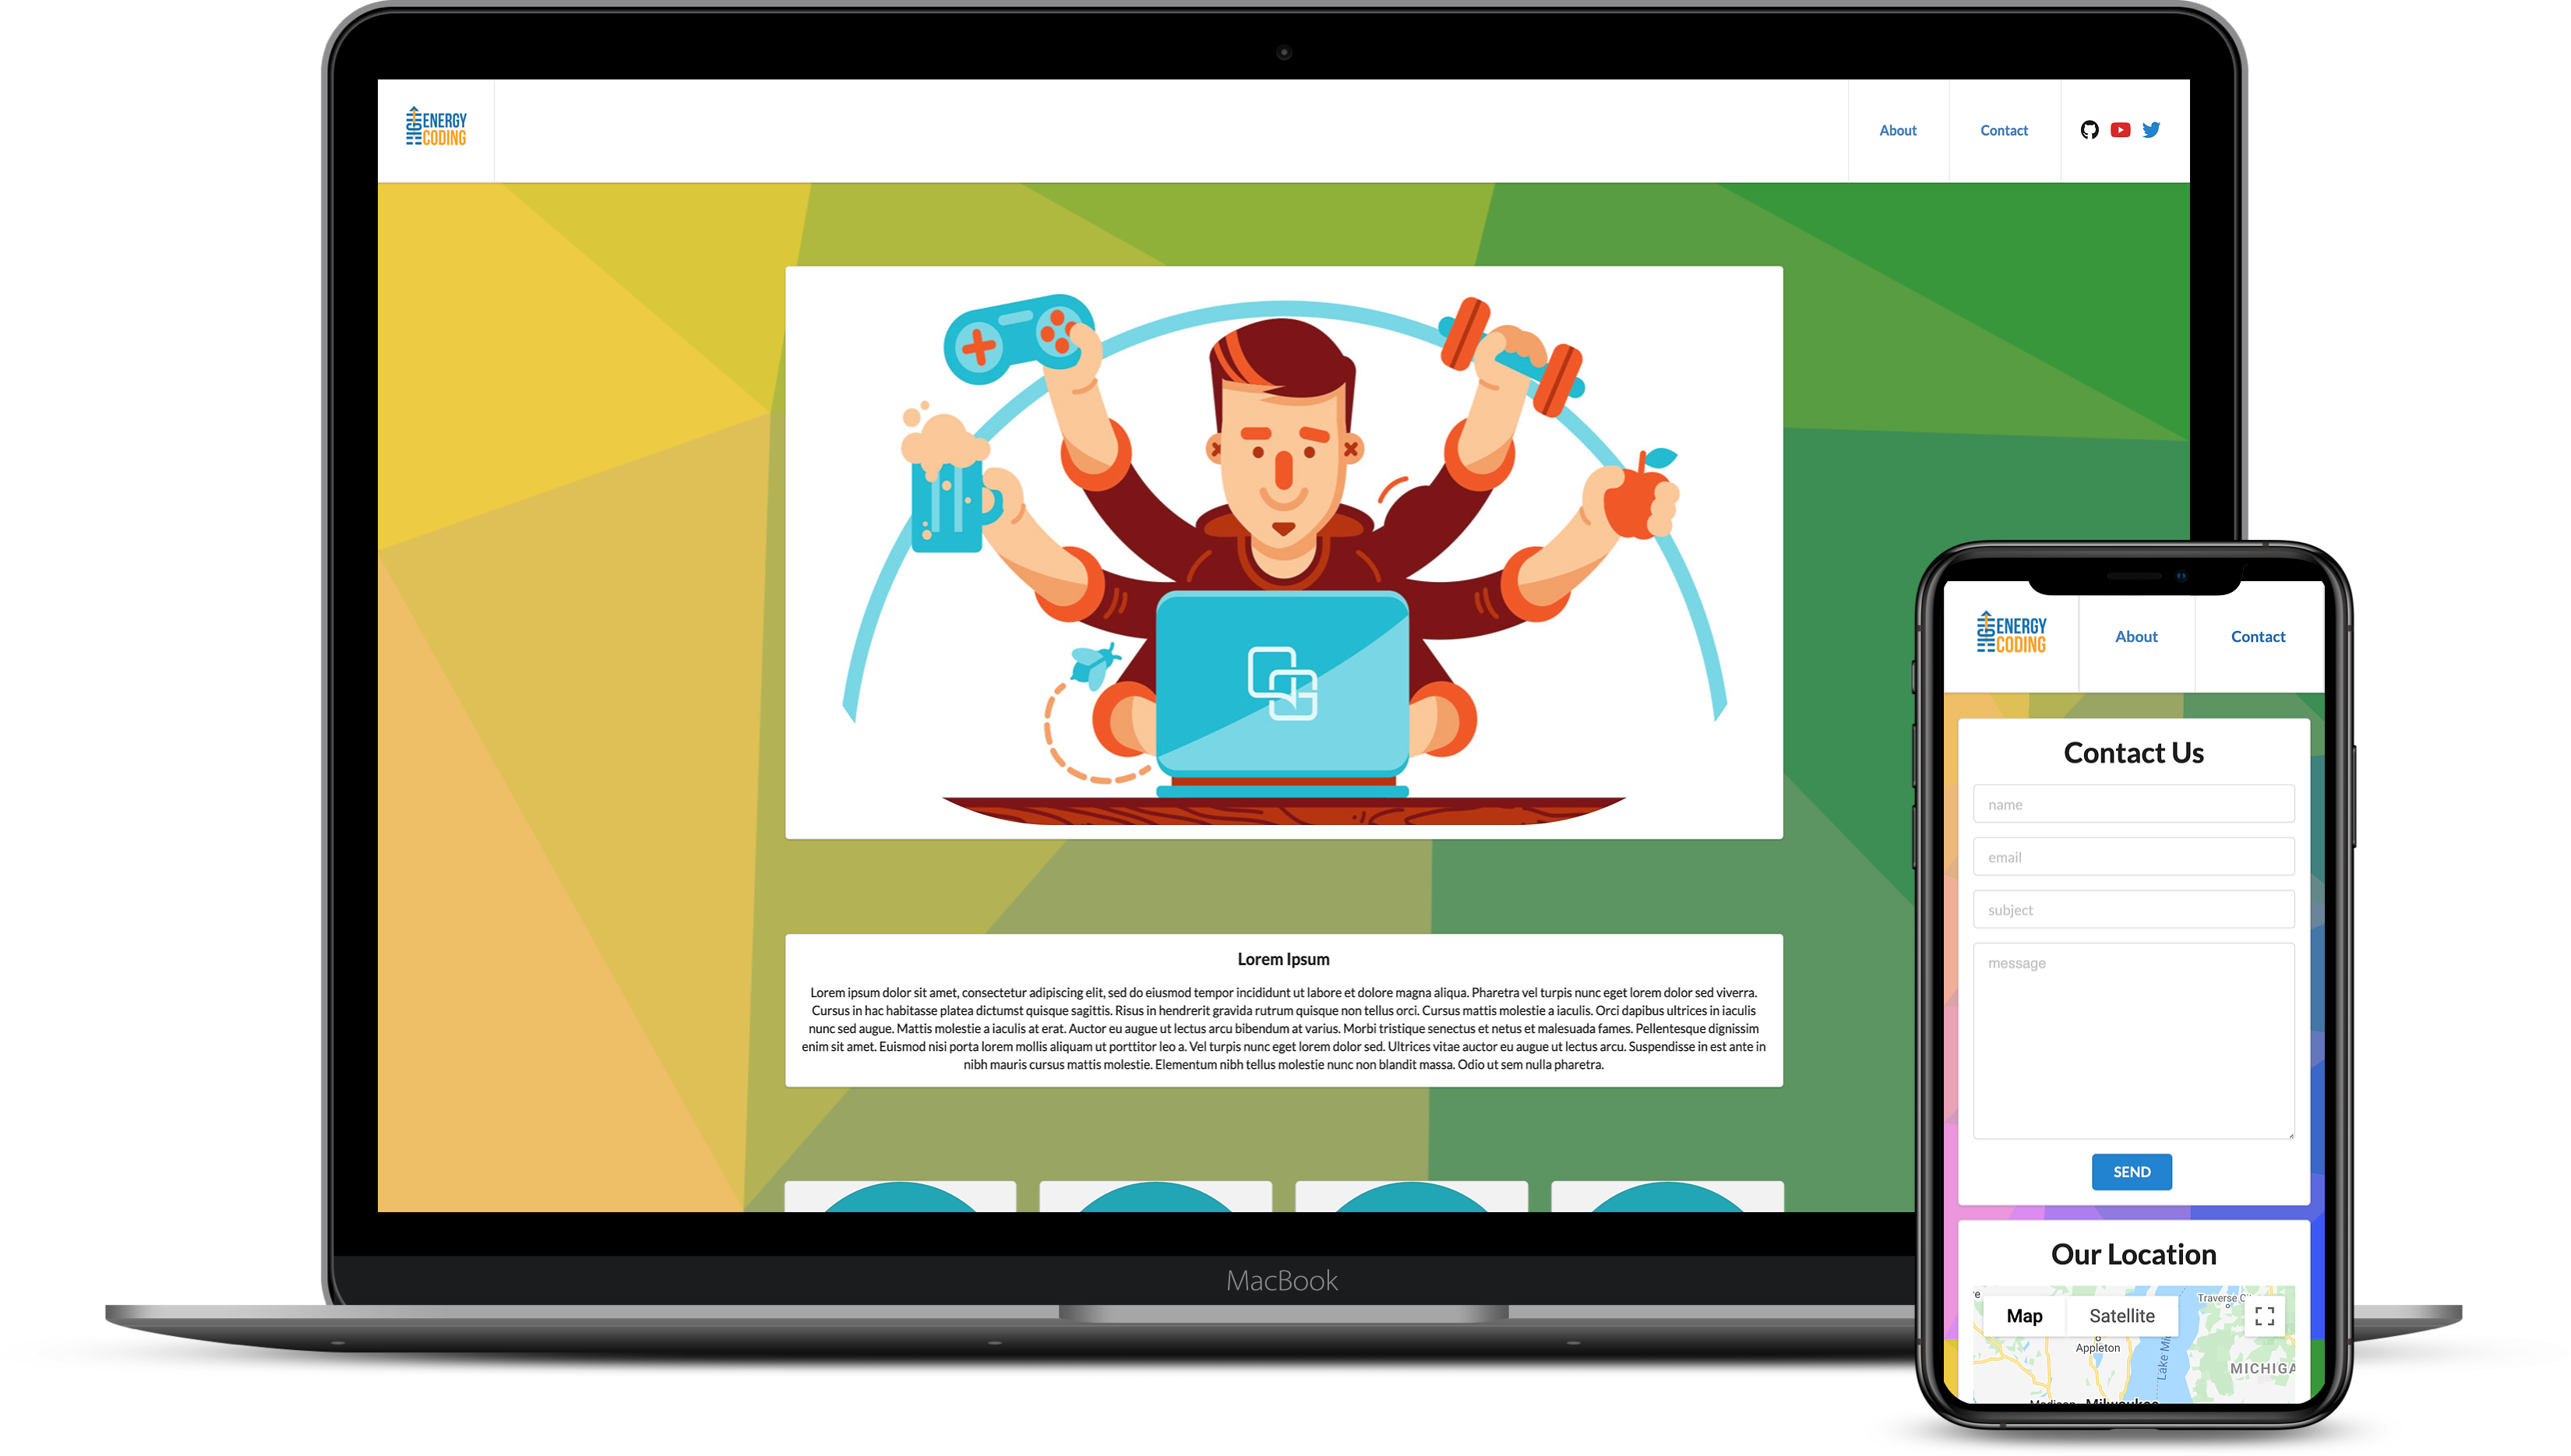 ENERGY
CODING
About
Contact
Lorem Ipsum
Lorem ipsum dolor sit amet, consectetur adipiscing elit, sed do eiusmod tempor incididunt ut labore et dolore magna aliqua. Pharetra vel turpis nunc eget lorem dolor sed viverra.
Cursus in hac habitasse platea dictumst quisque sagittis. Risus in hendrerit gravida rutrum quisque non tellus orci. Cursus mattis molestie a iaculis. Orci dapibus ultrices in iaculis
nunc sed augue. Mattis molestie a iaculis at erat. Auctor eu augue ut lectus arcu bibendum at varius. Morbi tristique senectus et netus et malesuada fames. Pellentesque dignissim
enim sit amet. Euismod nisi porta lorem mollis aliquam ut porttitor leo a. Vel turpis nunc eget lorem dolor sed. Ultrices vitae auctor eu augue ut lectus arcu. Suspendisse in est ante in
nibh mauris cursus mattis molestie. Elementum nibh tellus molestie nunc non blandit massa. Odio ut sem nulla pharetra.
MacBook
ENERGY
CODING
About
Contact
Contact Us
name
email
subject
message
SEND
Our Location
Map
Satellite
Traverse
Appleton
MICHIGA
Madison
Milwaukee